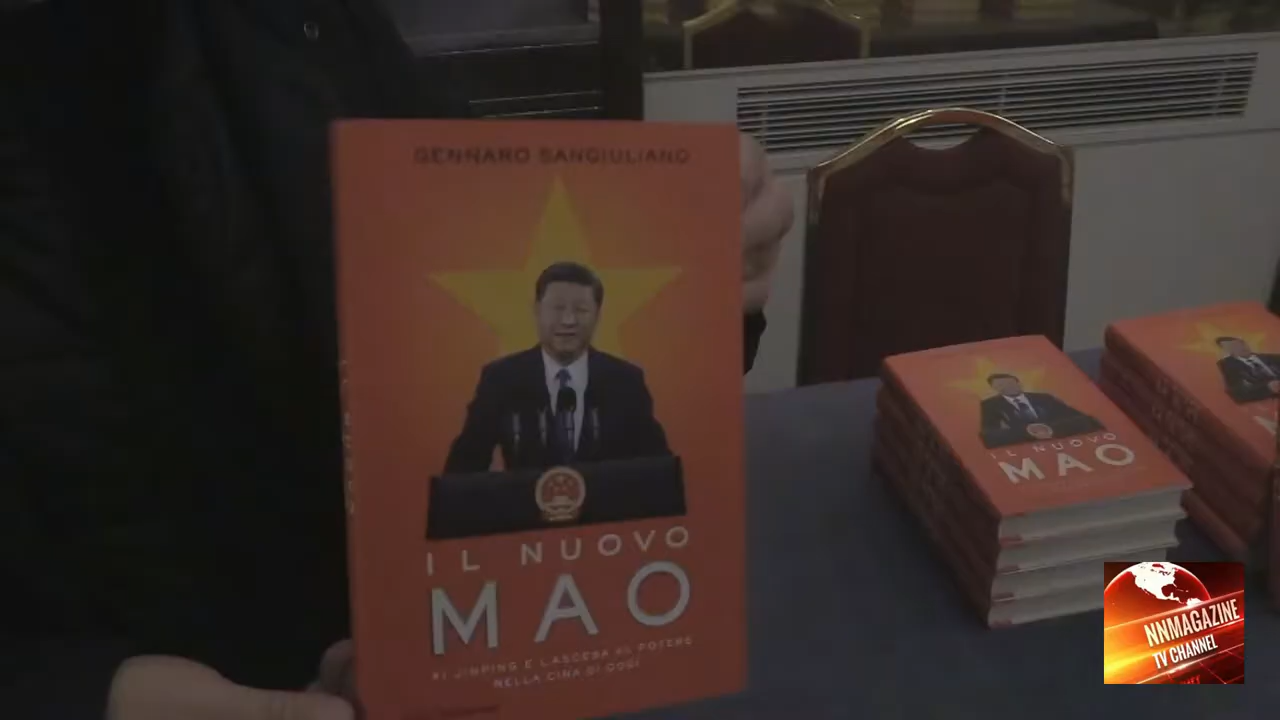 GENNARO SANGIULIANO
IL NUOVO
MAO
XI JINPING E L'ASCESA AL POTERE
NELLA CINA DI OGGI
IL NUOVO
MAO
NNMAGAZINE
TV CHANNEL